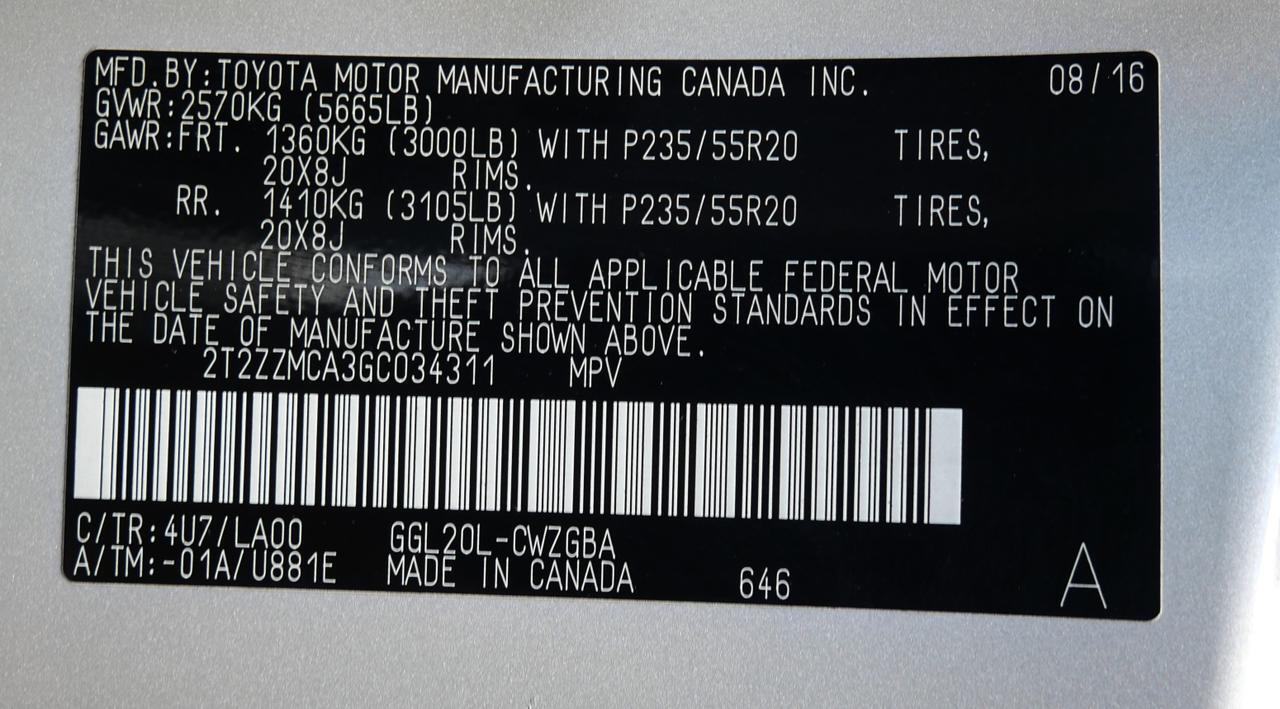 MFD.BY:TOYOTA MOTOR MANUFACTURING CANADA INC. 08/16
GVWR:2570KG (5665LB)
GAWR:FRT. 1360KG (3000LB) WITH P235/55R20 TIRES,
20X8J RIMS.
RR. 1410KG (3105LB) WITH P235/55R20 TIRES,
20X8J RIMS.
THIS VEHICLE CONFORMS TO ALL APPLICABLE FEDERAL MOTOR
VEHICLE SAFETY AND THEFT PREVENTION STANDARDS IN EFFECT ON
THE DATE OF MANUFACTURE SHOWN ABOVE.
2T2ZZMCA3GC034311 MPV
C/TR:4U7/LA00 GGL20L-CWZGBA
A/TM:-01A/U881E MADE IN CANADA 646 A